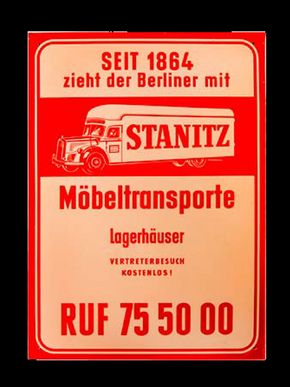 SEIT 1864
zieht der Berliner mit
STANITZ
Möbeltransporte
Lagerhäuser
VERTRETERBESUCH
KOSTENLOS!
RUF 75 50 00